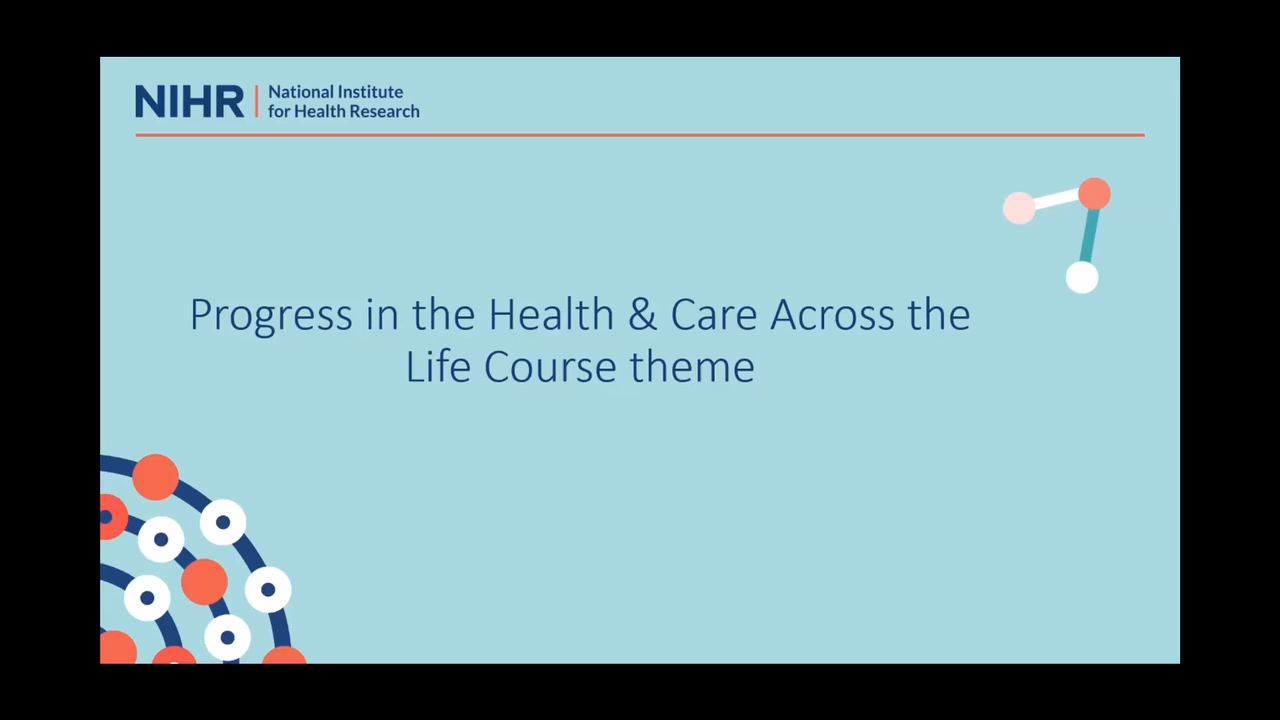 NIHR
National Institute
for Health Research
Progress in the Health & Care Across the
Life Course theme